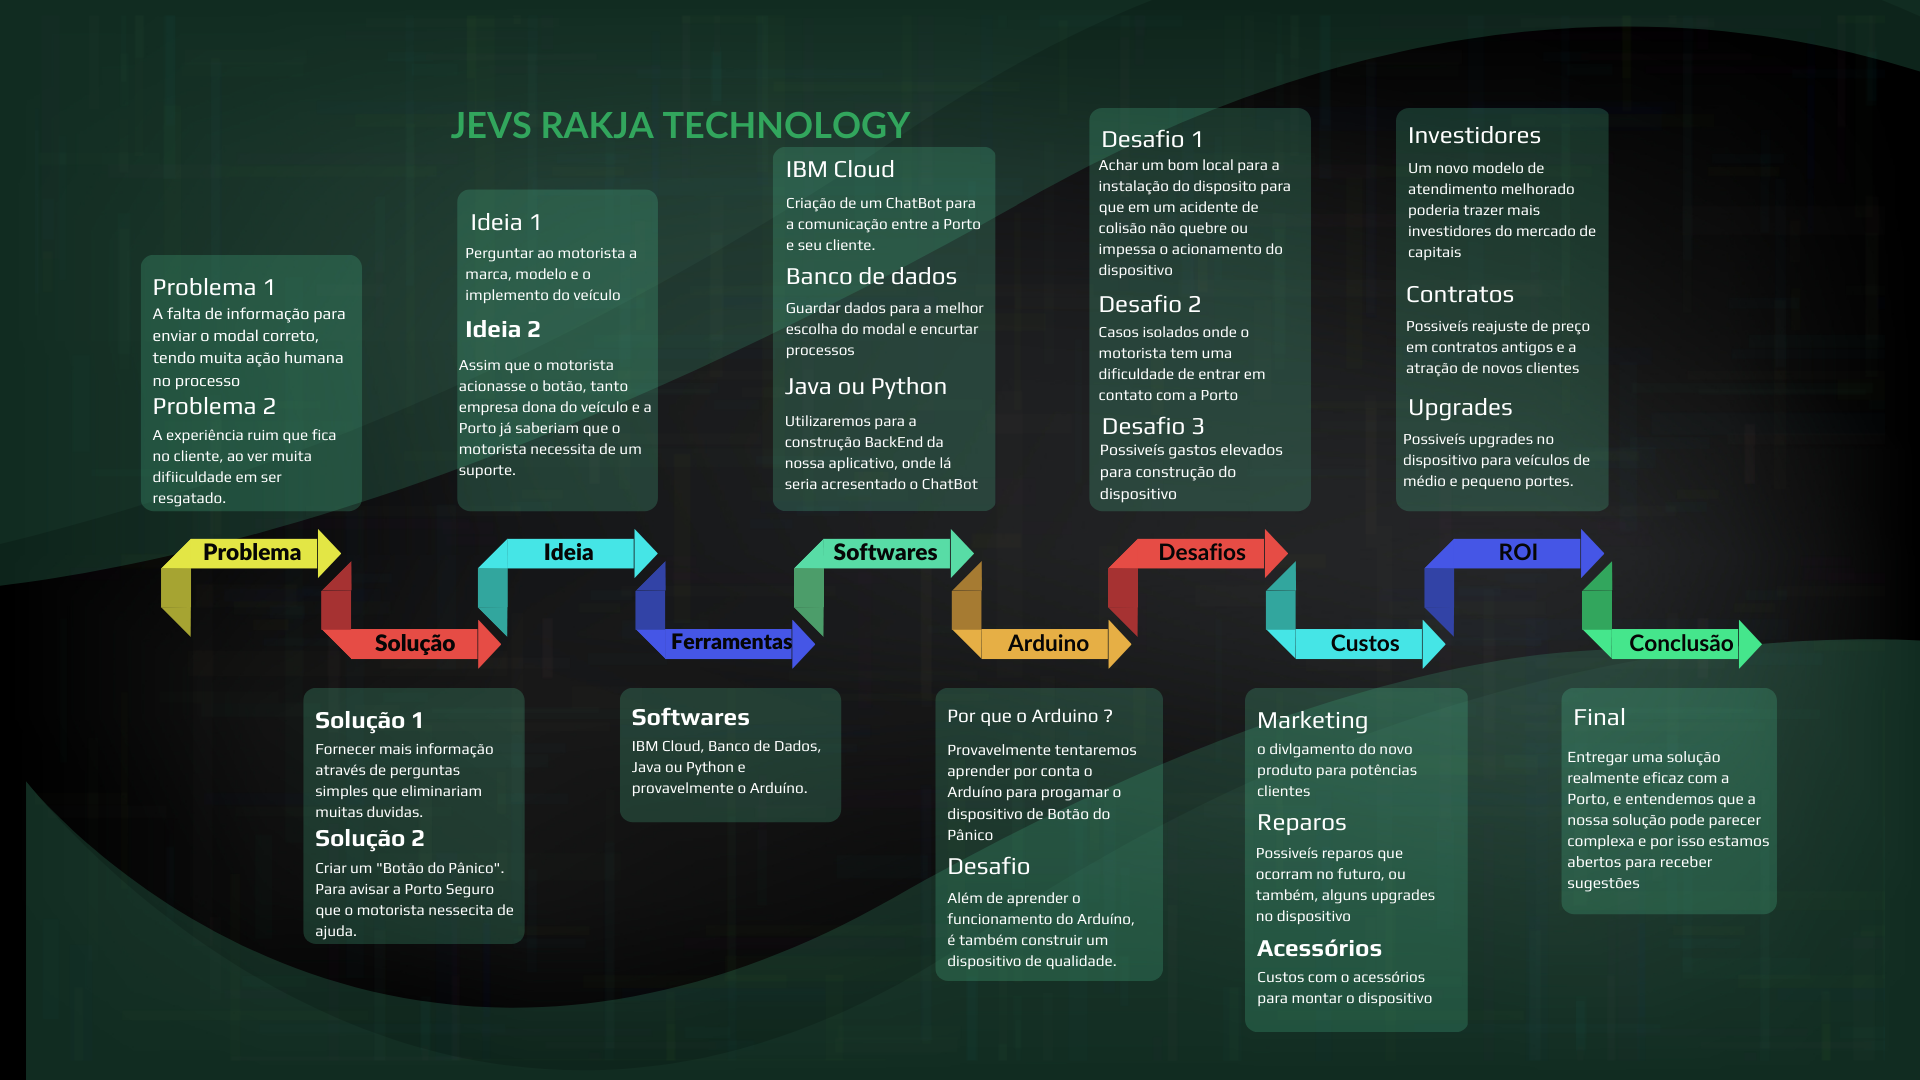 JEVS RAKJA TECHNOLOGY
Problema 1
A falta de informação para
enviar o modal correto,
tendo muita ação humana
no processo
Problema 2
A experiência ruim que fica
no cliente, ao ver muita
difiiculdade em ser
resgatado.
Problema
Solução
Solução 1
Fornecer mais informação
através de perguntas
simples que eliminariam
muitas duvidas.
Solução 2
Criar um "Botão do Pânico".
Para avisar a Porto Seguro
que o motorista nessecita de
ajuda.
Ideia 1
Perguntar ao motorista a
marca, modelo e o
implemento do veículo
Ideia 2
Assim que o motorista
acionasse o botão, tanto
empresa dona do veículo e a
Porto já saberiam que o
motorista necessita de um
suporte.
Ideia
Ferramentas
Softwares
IBM Cloud, Banco de Dados,
Java ou Python e
provavelmente o Arduíno.
IBM Cloud
Criação de um ChatBot para
a comunicação entre a Porto
e seu cliente.
Banco de dados
Guardar dados para a melhor
escolha do modal e encurtar
processos
Java ou Python
Utilizaremos para a
construção BackEnd da
nossa aplicativo, onde lá
seria acresentado o ChatBot
Softwares
Arduino
Por que o Arduino ?
Provavelmente tentaremos
aprender por conta o
Arduíno para progamar o
dispositivo de Botão do
Pânico
Desafio
Além de aprender o
funcionamento do Arduíno,
é também construir um
dispositivo de qualidade.
Desafio 1
Achar um bom local para a
instalação do disposito para
que em um acidente de
colisão não quebre ou
impessa o acionamento do
dispositivo
Desafio 2
Casos isolados onde o
motorista tem uma
dificuldade de entrar em
contato com a Porto
Desafio 3
Possiveís gastos elevados
para construção do
dispositivo
Desafios
Custos
Marketing
o divlgamento do novo
produto para potências
clientes
Reparos
Possiveís reparos que
ocorram no futuro, ou
também, alguns upgrades
no dispositivo
Acessórios
Custos com o acessórios
para montar o dispositivo
Investidores
Um novo modelo de
atendimento melhorado
poderia trazer mais
investidores do mercado de
capitais
Contratos
Possiveís reajuste de preço
em contratos antigos e a
atração de novos clientes
Upgrades
Possiveís upgrades no
dispositivo para veículos de
médio e pequeno portes.
ROI
Conclusão
Final
Entregar uma solução
realmente eficaz com a
Porto, e entendemos que a
nossa solução pode parecer
complexa e por isso estamos
abertos para receber
sugestões